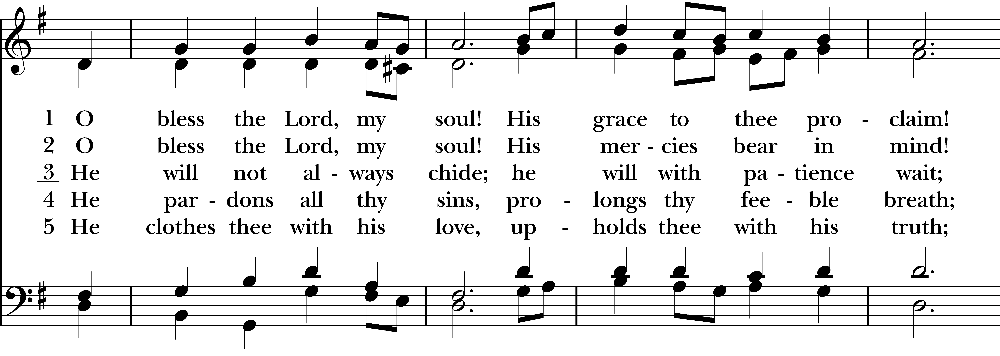 1 O bless the Lord, my soul! His grace to thee pro - claim!
2 O bless the Lord, my soul! His mer - cies bear in mind!
3 He will not al - ways chide; he will with pa - tience wait;
4 He par - dons all thy sins, pro - longs thy fee - ble breath;
5 He clothes thee with his love, up - holds thee with his truth;